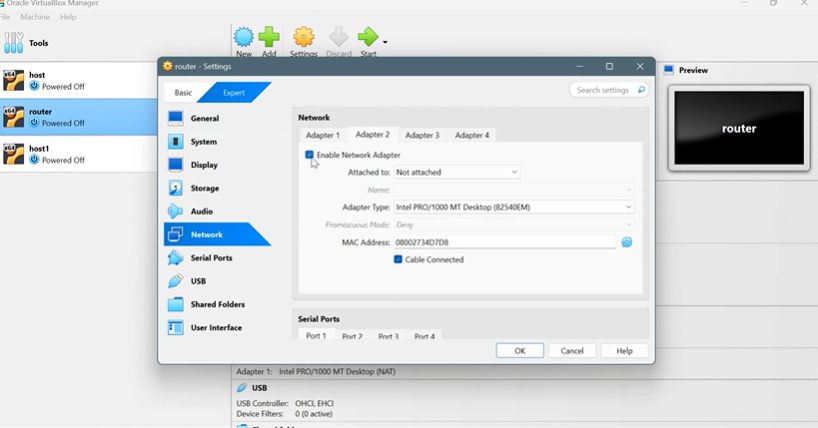 Oracle VirtualBox Manager
File Machine Help
Tools
New Add Settings Discard Start
host
Powered Off
router
Powered Off
host1
Powered Off
router - Settings
Basic Expert
Search settings
General
System
Display
Storage
Audio
Network
Serial Ports
USB
Shared Folders
User Interface
Network
Adapter 1 Adapter 2 Adapter 3 Adapter 4
Enable Network Adapter
Attached to: Not attached
Name:
Adapter Type: Intel PRO/1000 MT Desktop (82540EM)
Promiscuous Mode: Deny
MAC Address: 08002734D7DB
Cable Connected
Serial Ports
Port 1 Port 2 Port 3 Port 4
OK Cancel Help
Preview
router
Adapter 1: Intel PRO/1000 MT Desktop (NAT)
USB
USB Controller: OHCI, EHCI
Device Filters: 0 (0 active)